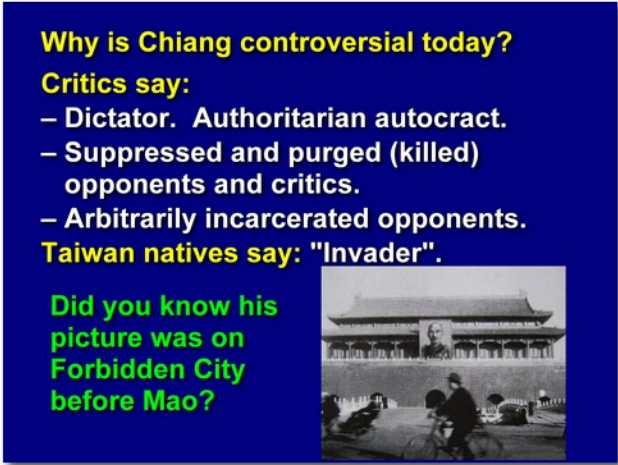 Why is Chiang controversial today?
Critics say:
– Dictator.  Authoritarian autocract.
– Suppressed and purged (killed)
opponents and critics.
– Arbitrarily incarcerated opponents.
Taiwan natives say: "Invader".
Did you know his
picture was on
Forbidden City
before Mao?